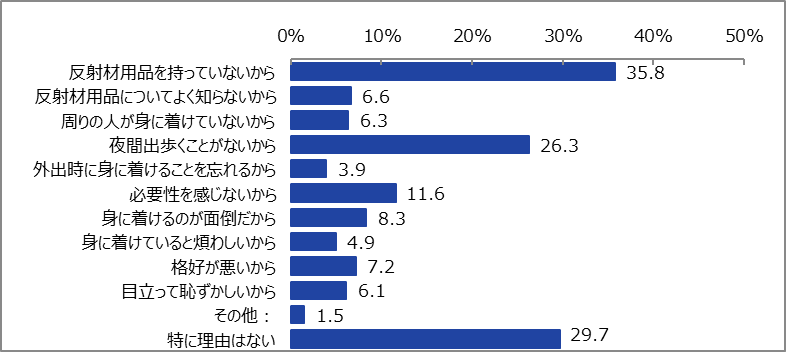 0% 10% 20% 30% 40% 50%
反射材用品を持っていないから 35.8
反射材用品についてよく知らないから 6.6
周りの人が身に着けていないから 6.3
夜間出歩くことがないから 26.3
外出時に身に着けることを忘れるから 3.9
必要性を感じないから 11.6
身に着けるのが面倒だから 8.3
身に着けていると煩わしいから 4.9
格好が悪いから 7.2
目立って恥ずかしいから 6.1
その他： 1.5
特に理由はない 29.7